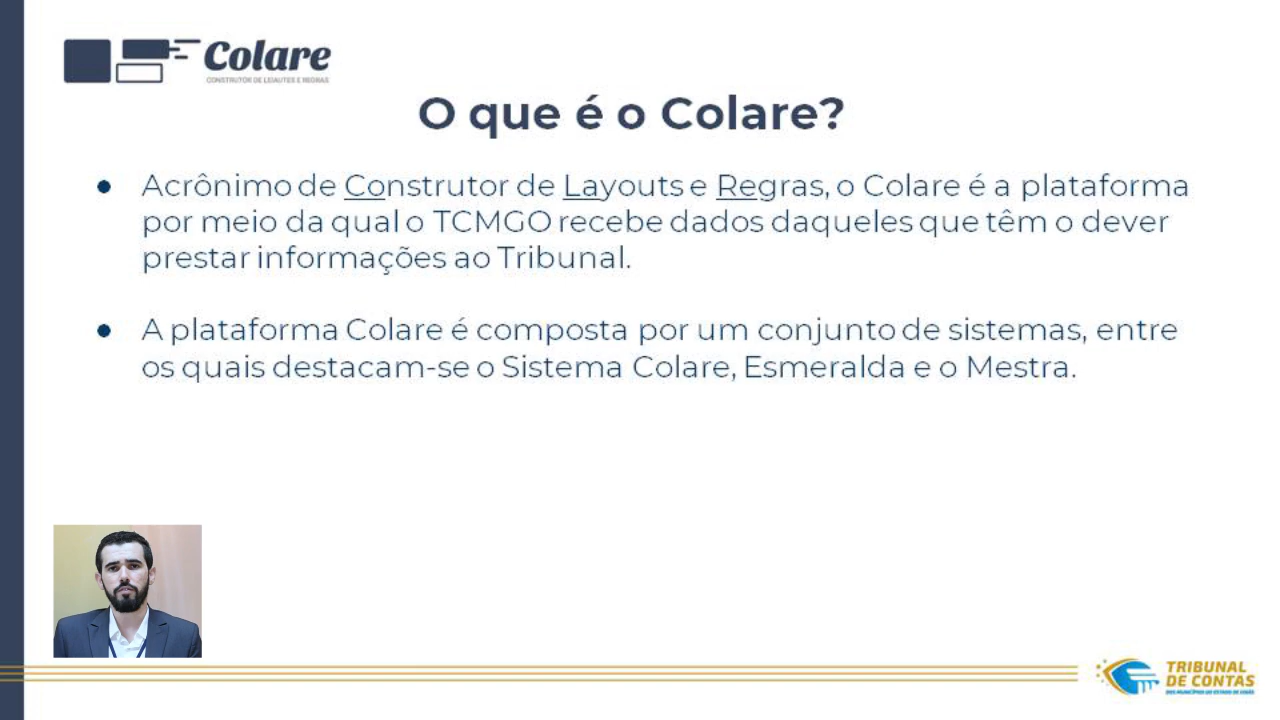 Colare
CONSTRUTOR DE LEIAUTES E REGRAS
O que é o Colare?
● Acrônimo de Construtor de Layouts e Regras, o Colare é a plataforma
por meio da qual o TCMGO recebe dados daqueles que têm o dever
prestar informações ao Tribunal.
● A plataforma Colare é composta por um conjunto de sistemas, entre
os quais destacam-se o Sistema Colare, Esmeralda e o Mestra.
TRIBUNAL
DE CONTAS
DOS MUNICÍPIOS DO ESTADO DE GOIÁS